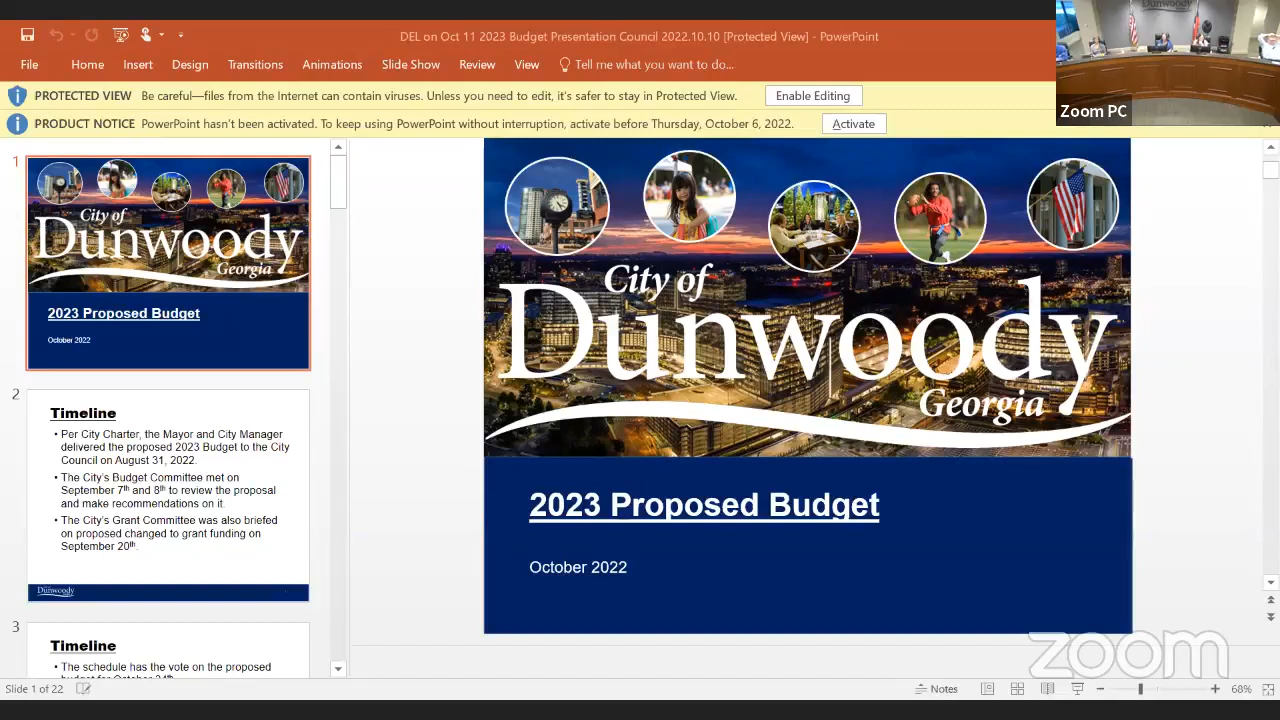 DEL on Oct 11 2023 Budget Presentation Council 2022.10.10 [Protected View] - PowerPoint
File Home Insert Design Transitions Animations Slide Show Review View Tell me what you want to do...
PROTECTED VIEW Be careful—files from the Internet can contain viruses. Unless you need to edit, it's safer to stay in Protected View. Enable Editing
PRODUCT NOTICE PowerPoint hasn't been activated. To keep using PowerPoint without interruption, activate before Thursday, October 6, 2022. Activate
Dunwoody
Zoom PC
1
City of
Dunwoody
Georgia
2023 Proposed Budget
October 2022
2
Timeline
• Per City Charter, the Mayor and City Manager
delivered the proposed 2023 Budget to the City
Council on August 31, 2022.
• The City's Budget Committee met on
September 7th and 8th to review the proposal
and make recommendations on it.
• The City's Grant Committee was also briefed
on proposed changed to grant funding on
September 20th.
Dunwoody
3
Timeline
• The schedule has the vote on the proposed
budget for October 24th
City of
Dunwoody
Georgia
2023 Proposed Budget
October 2022
zoom
Slide 1 of 22 Notes 68%